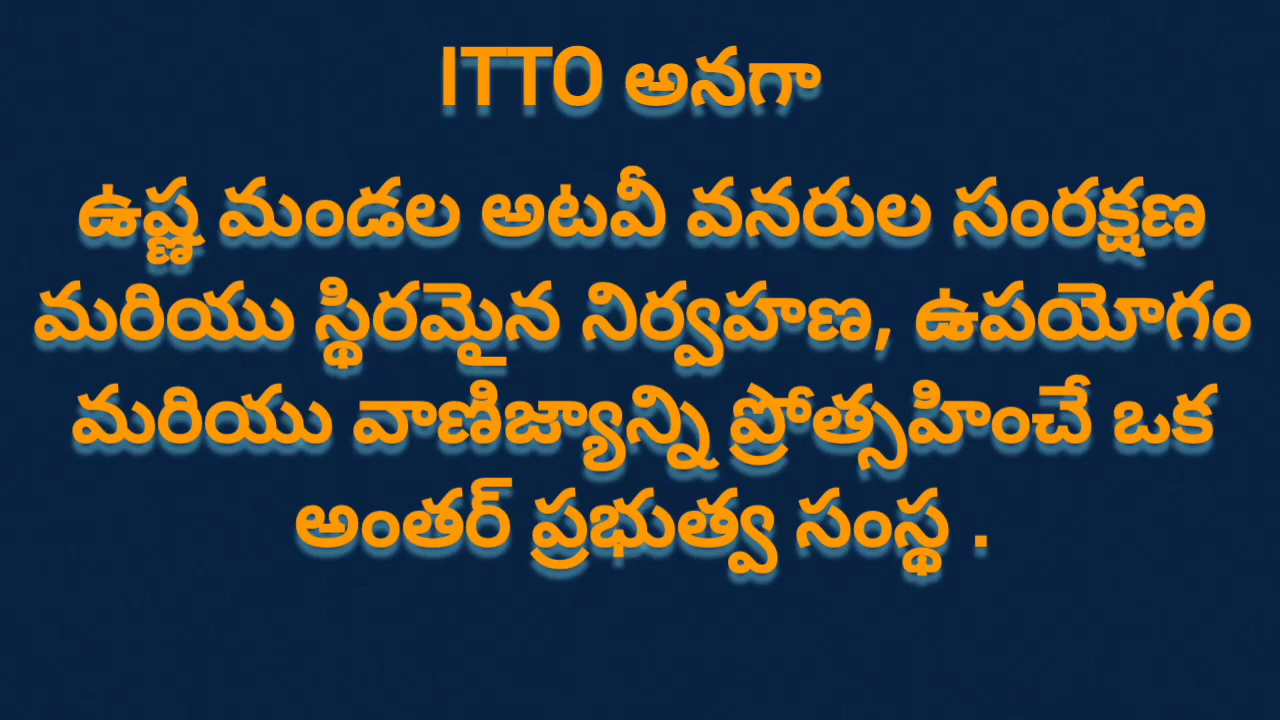 ITTO అనగా
ఉష్ణ మండల అటవీ వనరుల సంరక్షణ
మరియు స్థిరమైన నిర్వహణ, ఉపయోగం
మరియు వాణిజ్యాన్ని ప్రోత్సహించే ఒక
అంతర్ ప్రభుత్వ సంస్థ .